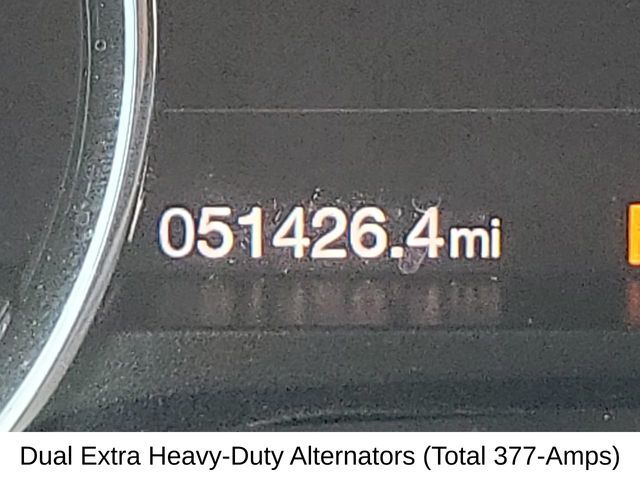 051426.4mi
Dual Extra Heavy-Duty Alternators (Total 377-Amps)